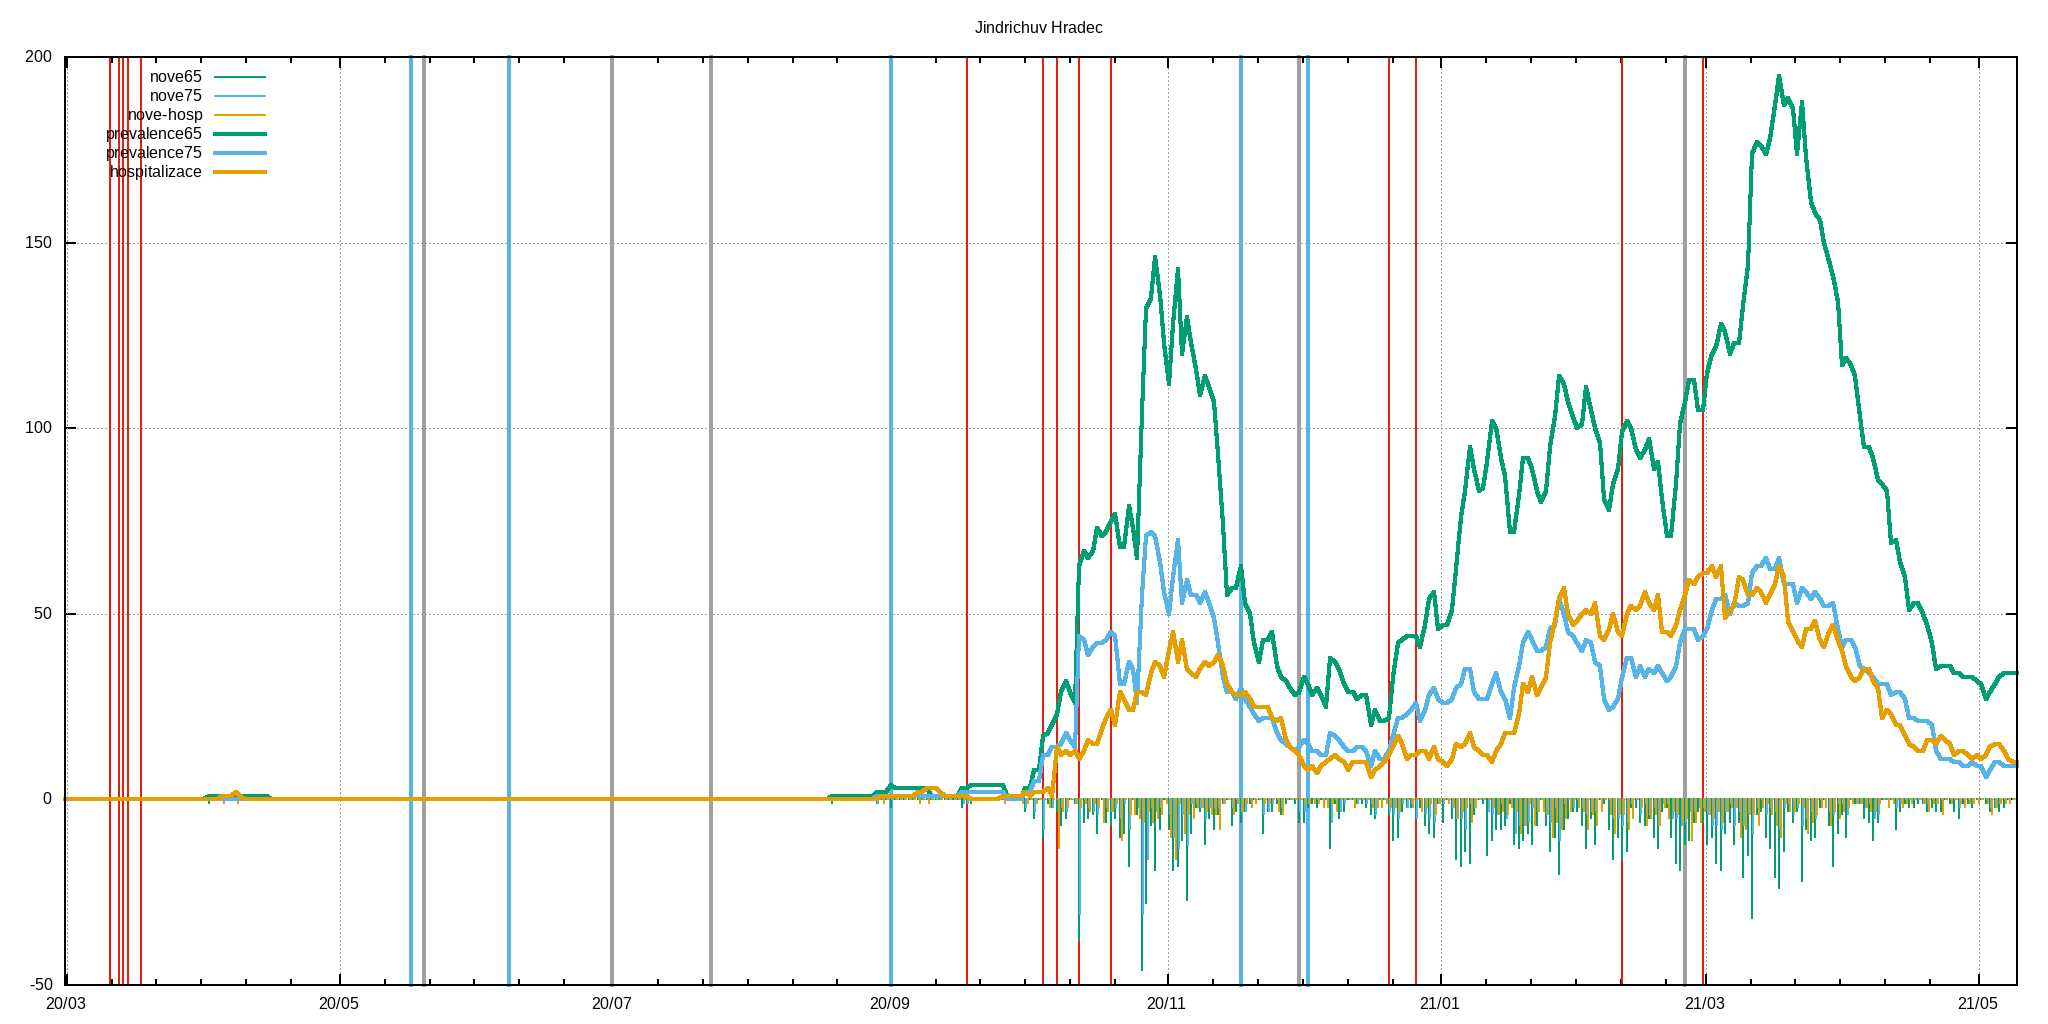 Jindrichuv Hradec
200
150
100
50
0
-50
nove65
nove75
nove-hosp
prevalence65
prevalence75
hospitalizace
20/03 20/05 20/07 20/09 20/11 21/01 21/03 21/05